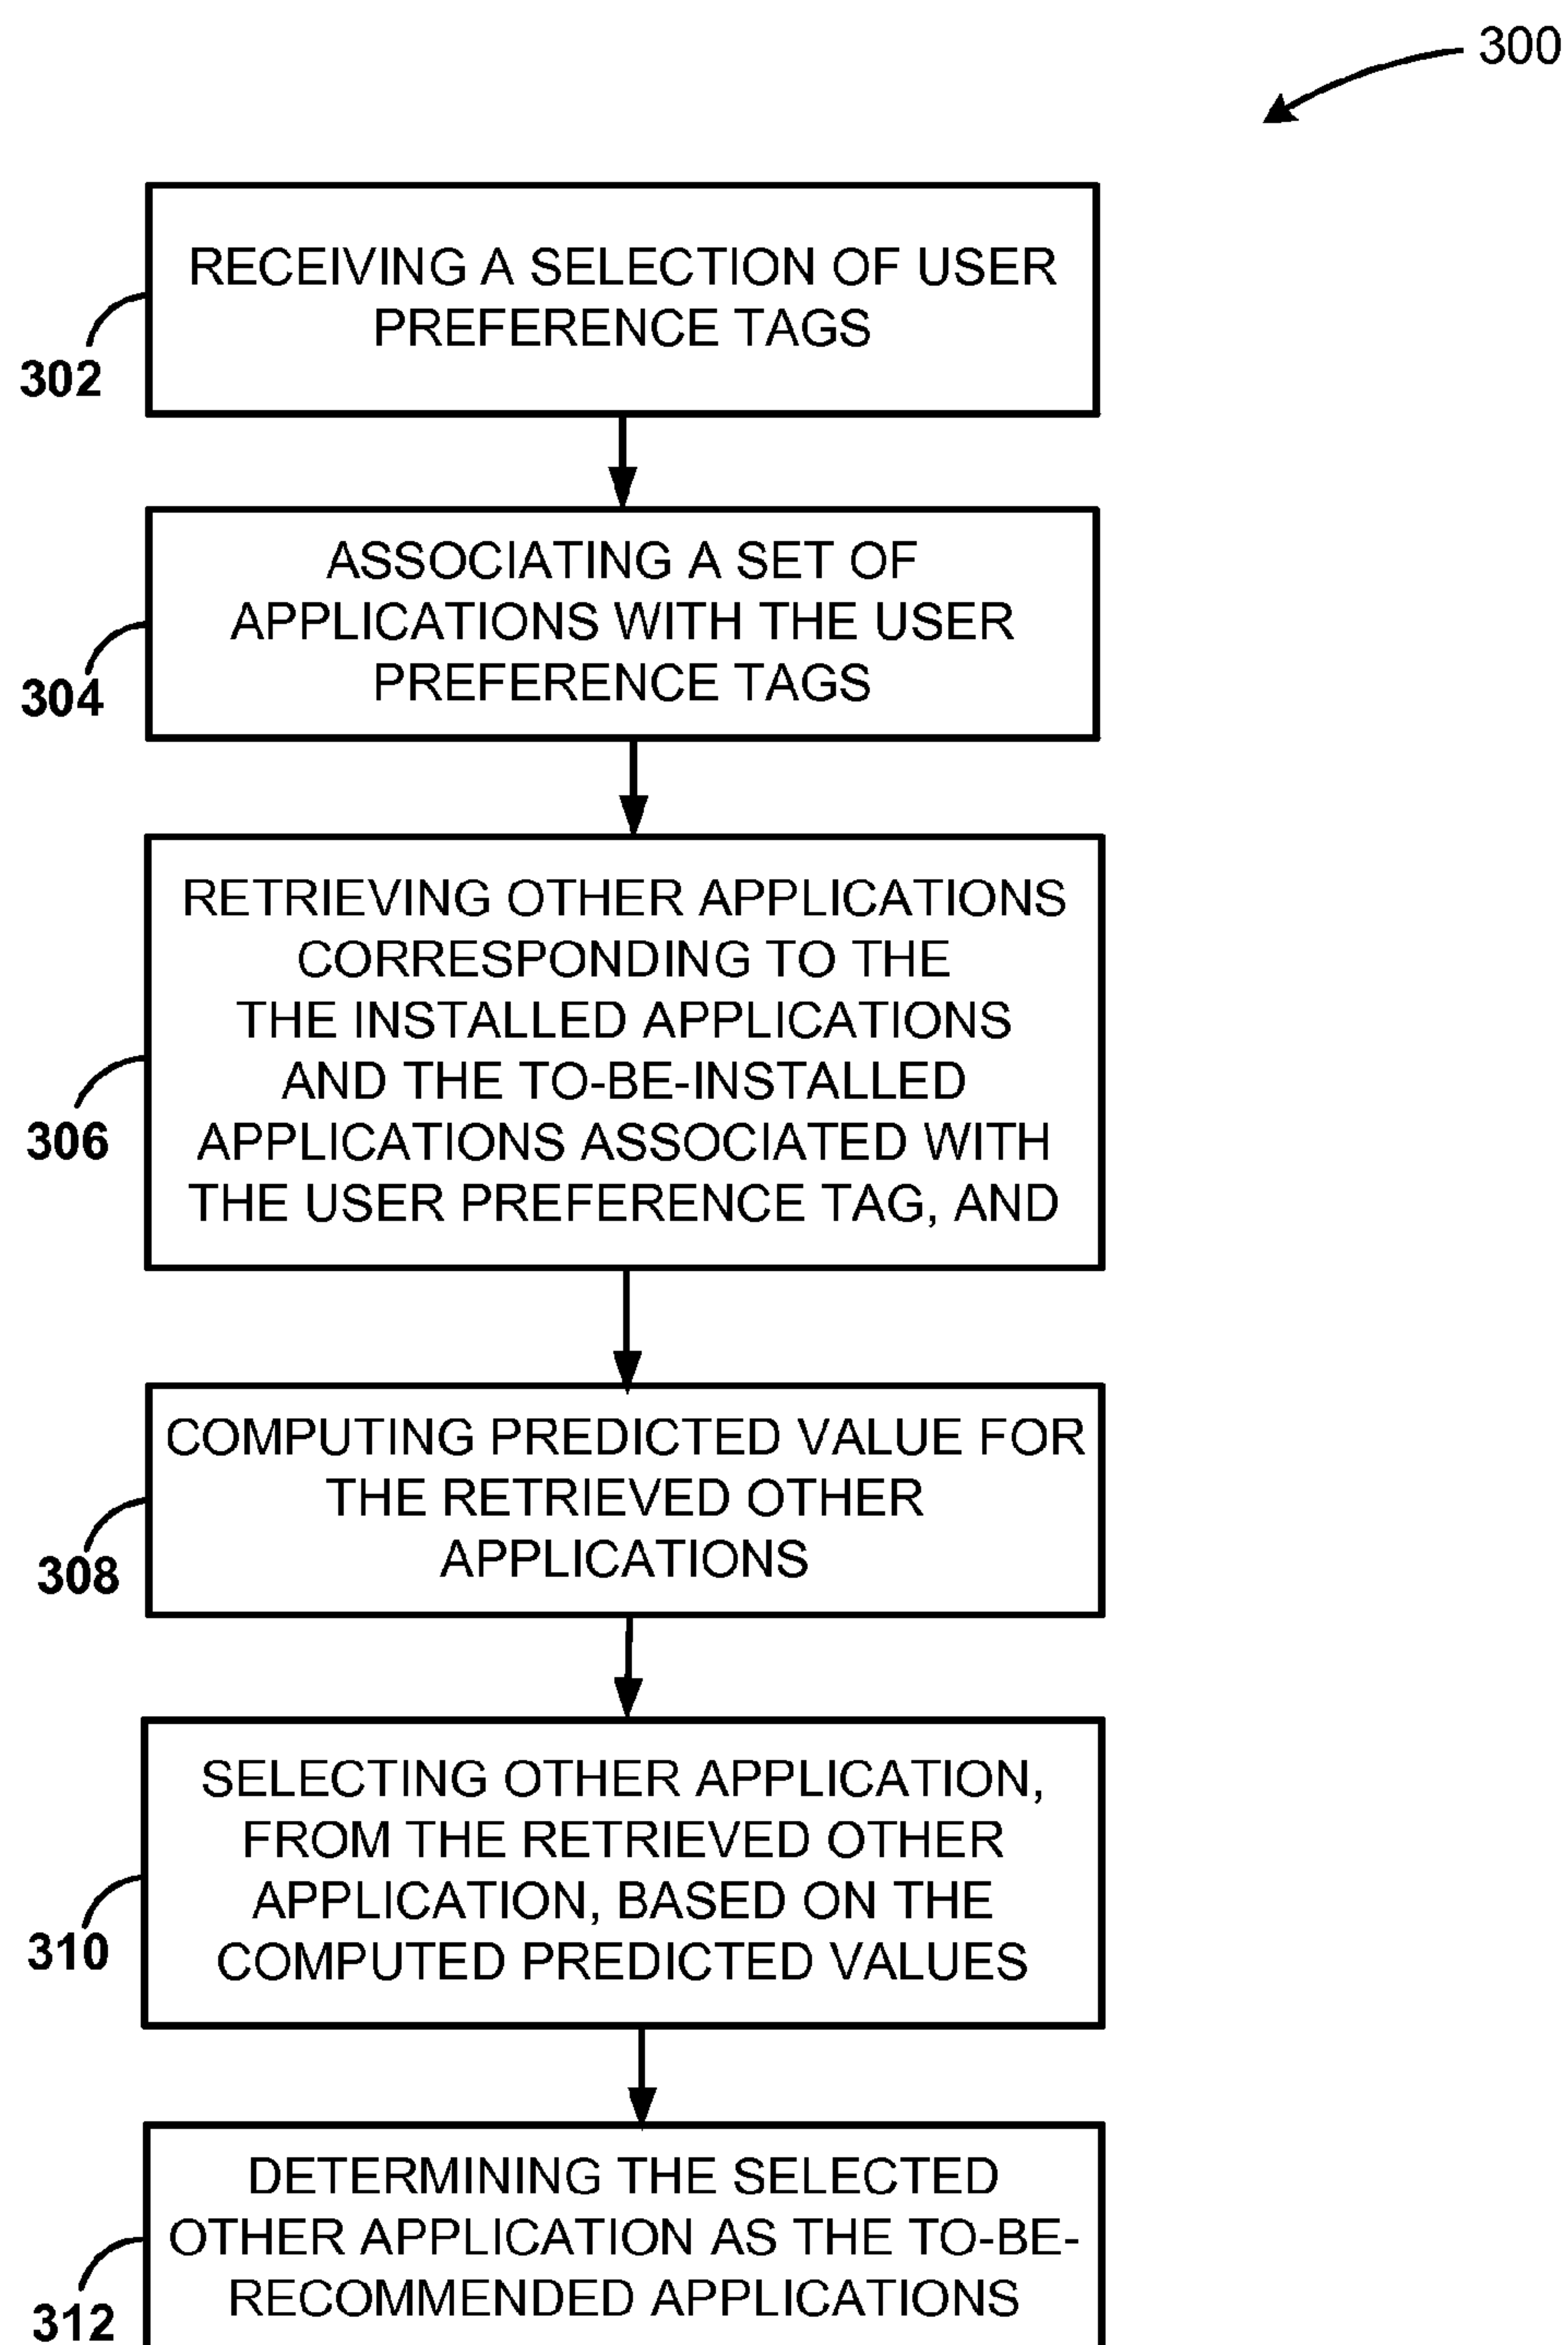 300
RECEIVING A SELECTION OF USER
PREFERENCE TAGS
302
ASSOCIATING A SET OF
APPLICATIONS WITH THE USER
PREFERENCE TAGS
304
RETRIEVING OTHER APPLICATIONS
CORRESPONDING TO THE
THE INSTALLED APPLICATIONS
AND THE TO-BE-INSTALLED
APPLICATIONS ASSOCIATED WITH
THE USER PREFERENCE TAG, AND
306
COMPUTING PREDICTED VALUE FOR
THE RETRIEVED OTHER
APPLICATIONS
308
SELECTING OTHER APPLICATION,
FROM THE RETRIEVED OTHER
APPLICATION, BASED ON THE
COMPUTED PREDICTED VALUES
310
DETERMINING THE SELECTED
OTHER APPLICATION AS THE TO-BE-
RECOMMENDED APPLICATIONS
312